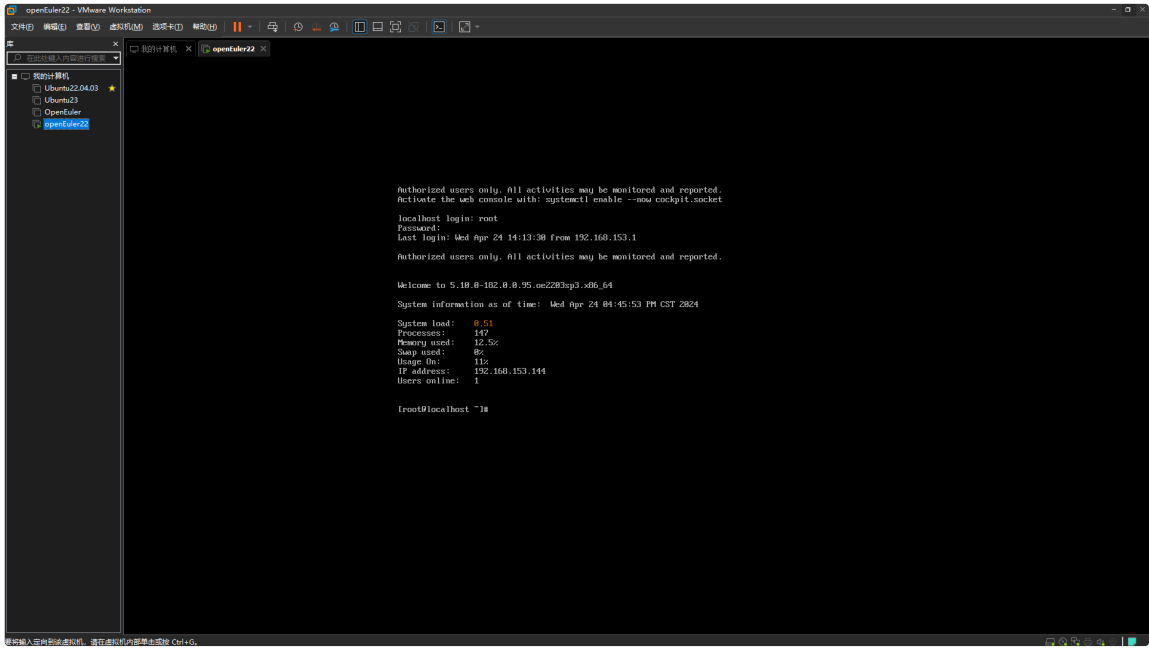 openEuler22 - VMware Workstation
文件(F) 编辑(E) 查看(V) 虚拟机(M) 选项卡(T) 帮助(H)
库
在此处键入内容进行搜索
我的计算机
Ubuntu22.04.03
Ubuntu23
OpenEuler
openEuler22
我的计算机
openEuler22
Authorized users only. All activities may be monitored and reported.
Activate the web console with: systemctl enable --now cockpit.socket
localhost login: root
Password:
Last login: Wed Apr 24 14:13:30 from 192.168.153.1
Authorized users only. All activities may be monitored and reported.
Welcome to 5.10.0-182.0.0.95.oe2203sp3.x86_64
System information as of time:  Wed Apr 24 04:45:53 PM CST 2024
System load: 0.51
Processes: 147
Memory used: 12.5%
Swap used: 0%
Usage On: 11%
IP address: 192.168.153.144
Users online: 1
[root@localhost ~]#
要将输入定向到该虚拟机，请在虚拟机内部单击或按 Ctrl+G。